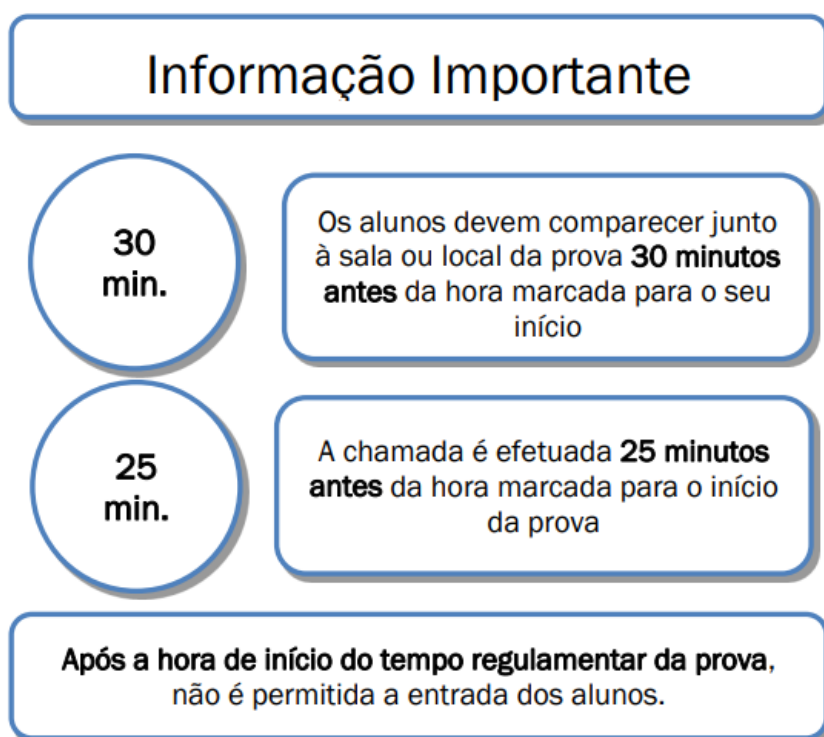 Informação Importante
30
min.
Os alunos devem comparecer junto
à sala ou local da prova 30 minutos
antes da hora marcada para o seu
início
25
min.
A chamada é efetuada 25 minutos
antes da hora marcada para o início
da prova
Após a hora de início do tempo regulamentar da prova,
não é permitida a entrada dos alunos.